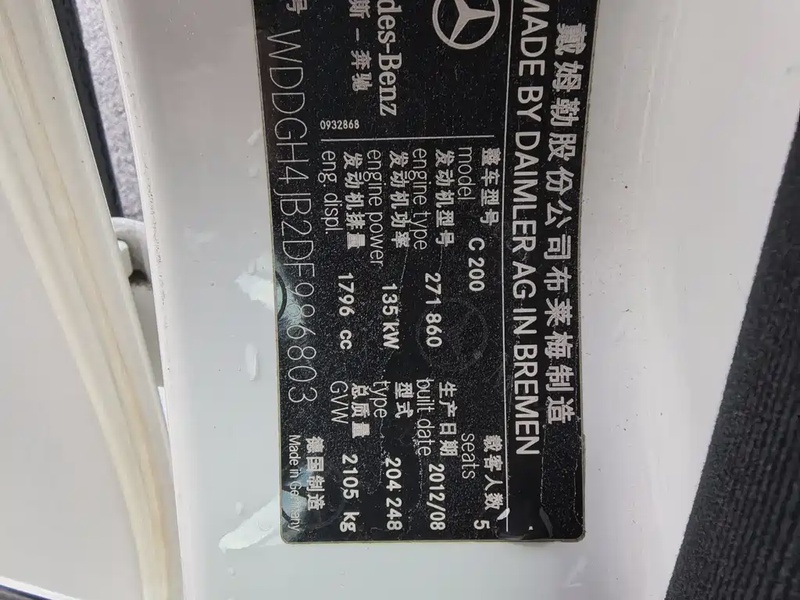 戴姆勒股份公司布莱梅制造
MADE BY DAIMLER AG IN BREMEN
整车型号 C 200 载客人数 5
model seats
发动机型号 271 860 生产日期 2012/08
engine type built date
发动机功率 135 kW 型式 204 248
engine power type
发动机排量 1796 cc 总质量 2105 kg
eng. displ. GVW
des-Benz
斯-奔驰
0932868
德国制造
Made in Germany
号 WDDGH4JB2DF986803